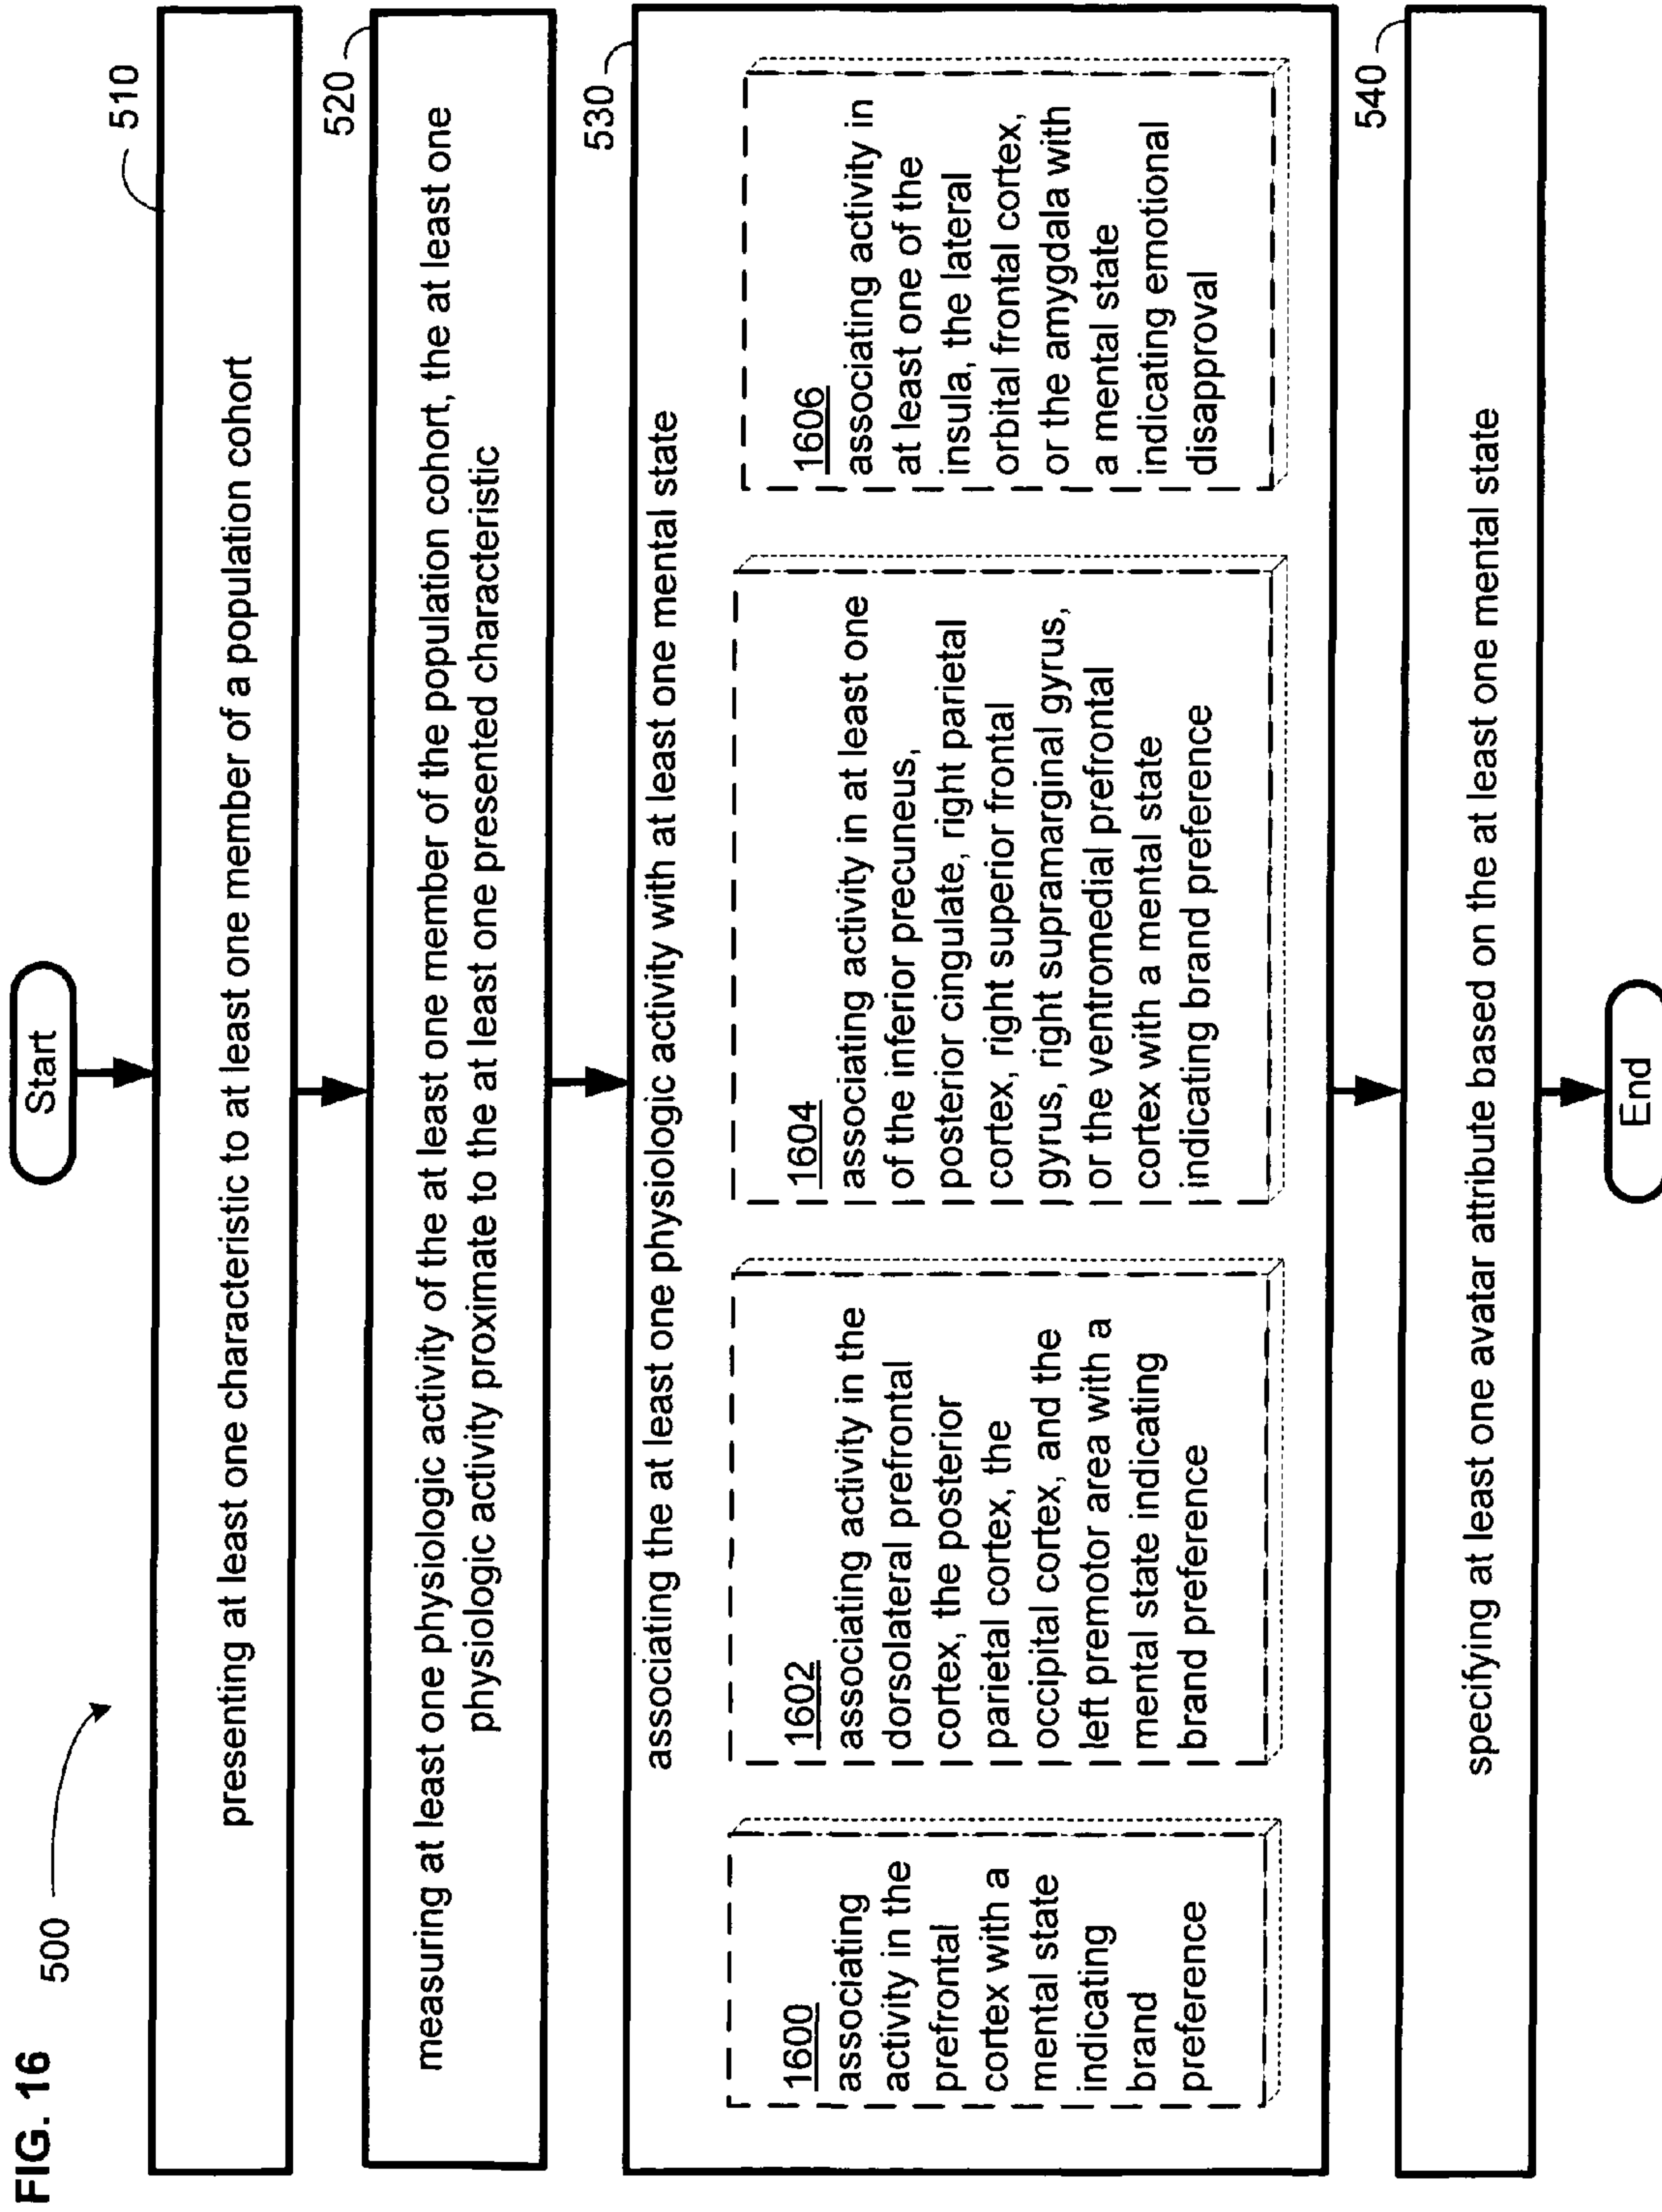 FIG. 16
500
Start
510
presenting at least one characteristic to at least one member of a population cohort
520
measuring at least one physiologic activity of the at least one member of the population cohort, the at least one
physiologic activity proximate to the at least one presented characteristic
530
associating the at least one physiologic activity with at least one mental state
1600
associating
activity in the
prefrontal
cortex with a
mental state
indicating
brand
preference
1602
associating activity in the
dorsolateral prefrontal
cortex, the posterior
parietal cortex, the
occipital cortex, and the
left premotor area with a
mental state indicating
brand preference
1604
associating activity in at least one
of the inferior precuneus,
posterior cingulate, right parietal
cortex, right superior frontal
gyrus, right supramarginal gyrus,
or the ventromedial prefrontal
cortex with a mental state
indicating brand preference
1606
associating activity in
at least one of the
insula, the lateral
orbital frontal cortex,
or the amygdala with
a mental state
indicating emotional
disapproval
540
specifying at least one avatar attribute based on the at least one mental state
End